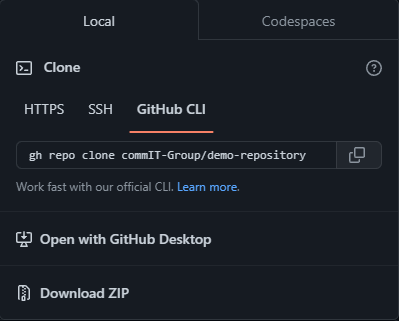 Local
Codespaces
Clone
HTTPS
SSH
GitHub CLI
gh repo clone commIT-Group/demo-repository
Work fast with our official CLI. Learn more.
Open with GitHub Desktop
Download ZIP